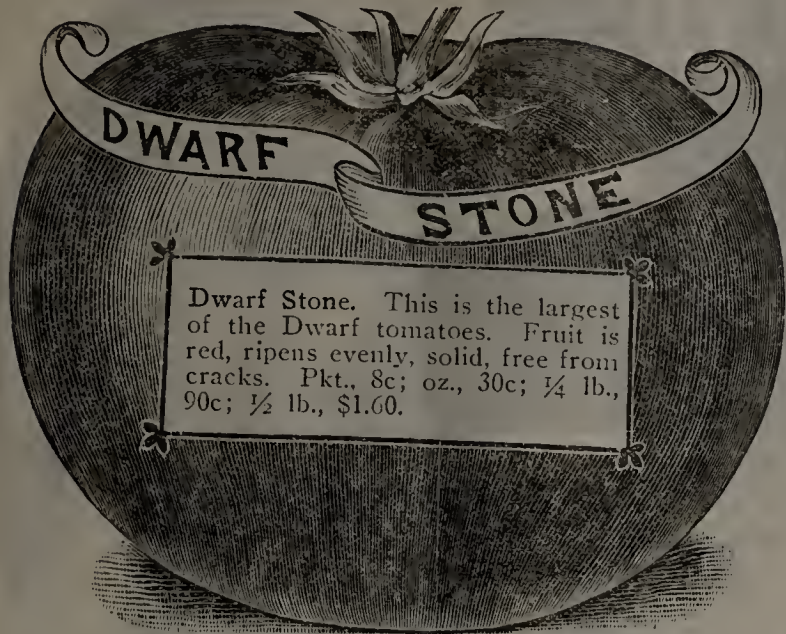 DWARF
STONE
Dwarf Stone. This is the largest
of the Dwarf tomatoes. Fruit is
red, ripens evenly, solid, free from
cracks. Pkt., 8c; oz., 30c; ¼ lb.,
90c; ½ lb., $1.60.